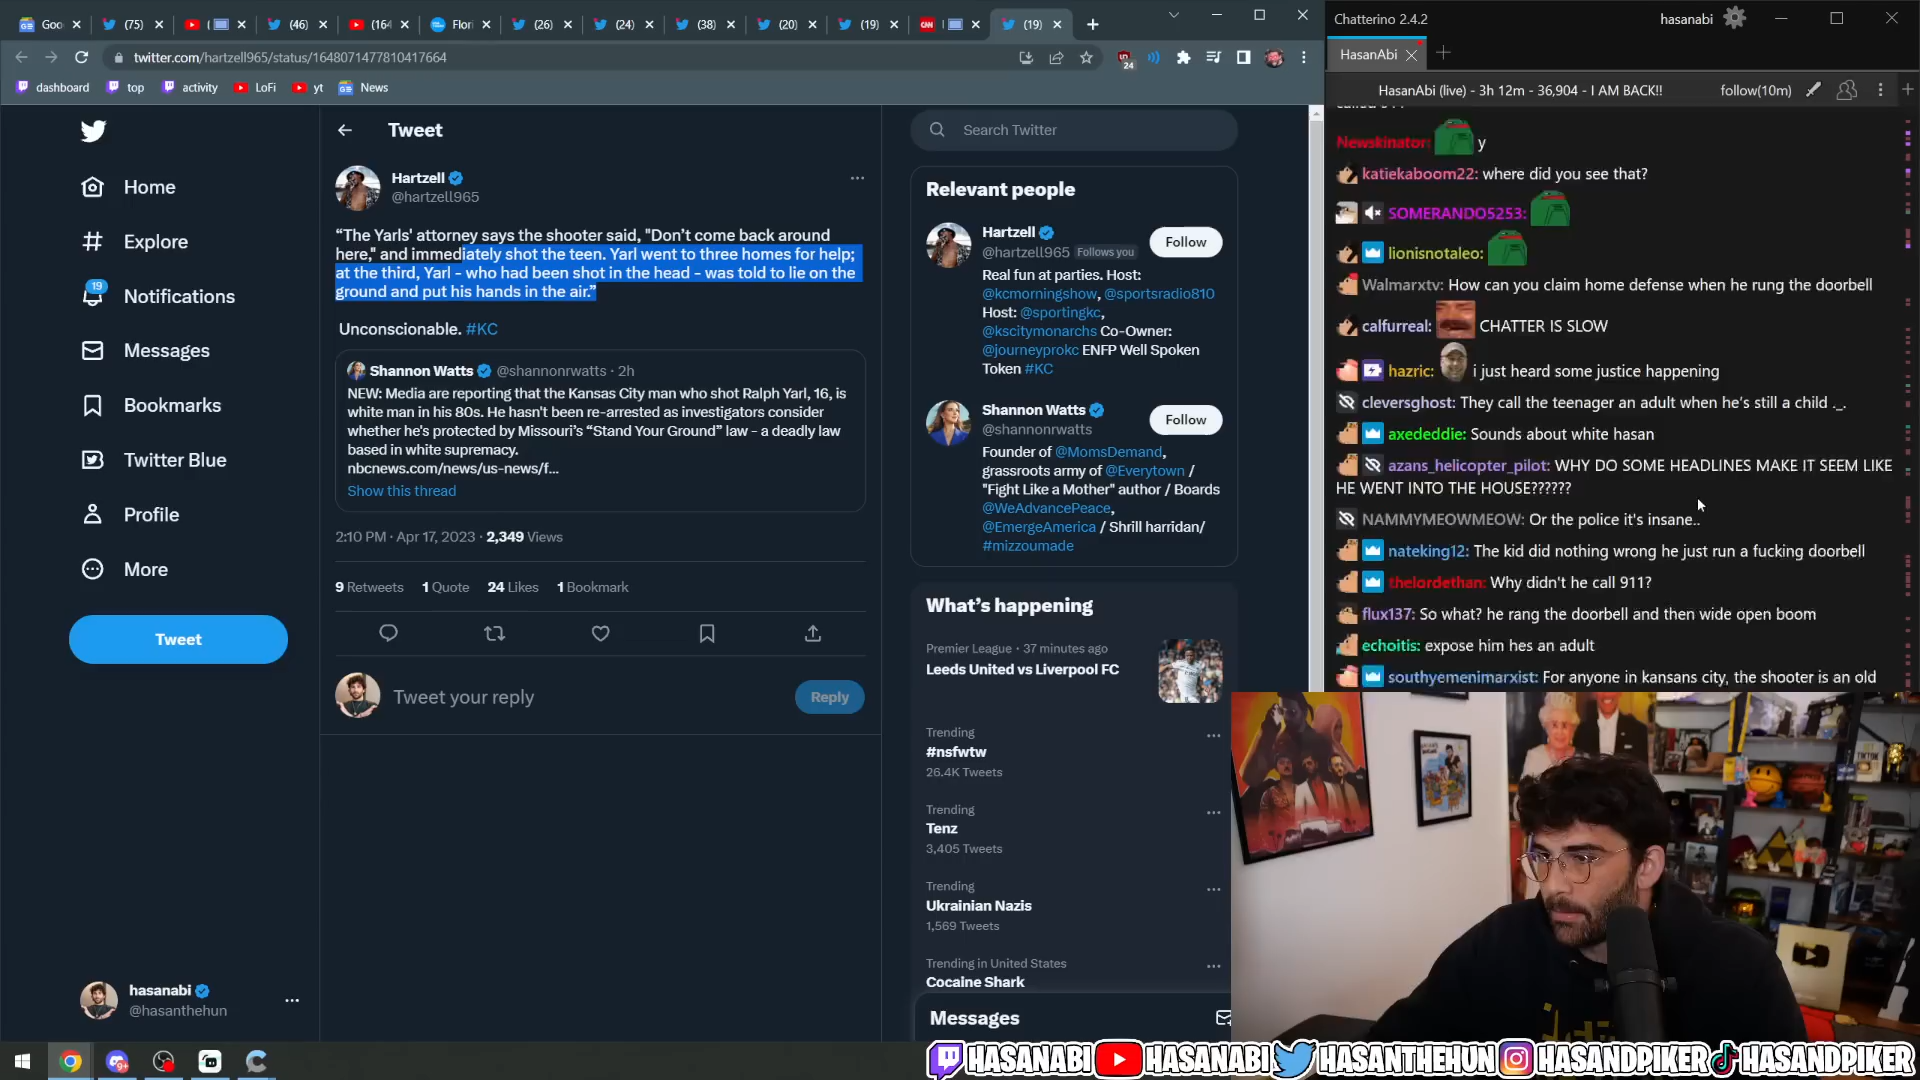 Goo
(75)
(
(46)
(164
Flori
(26)
(24)
(38)
(20)
(19)
CNN
(19)
twitter.com/hartzell965/status/1648071477810417664
24
dashboard
top
activity
LoFi
yt
News
Home
Explore
19
Notifications
Messages
Bookmarks
Twitter Blue
Profile
More
Tweet
hasanabi
@hasanthehun
Tweet
Hartzell
@hartzell965
“The Yarls' attorney says the shooter said, "Don’t come back around
here," and immediately shot the teen. Yarl went to three homes for help;
at the third, Yarl - who had been shot in the head - was told to lie on the
ground and put his hands in the air.”
Unconscionable. #KC
Shannon Watts @shannonrwatts · 2h
NEW: Media are reporting that the Kansas City man who shot Ralph Yarl, 16, is
white man in his 80s. He hasn't been re-arrested as investigators consider
whether he's protected by Missouri’s “Stand Your Ground” law - a deadly law
based in white supremacy.
nbcnews.com/news/us-news/f...
Show this thread
2:10 PM · Apr 17, 2023 · 2,349 Views
9 Retweets 1 Quote 24 Likes 1 Bookmark
Tweet your reply
Reply
Search Twitter
Relevant people
Hartzell
@hartzell965 Follows you
Follow
Real fun at parties. Host:
@kcmorningshow, @sportsradio810
Host: @sportingkc,
@kscitymonarchs Co-Owner:
@journeyprokc ENFP Well Spoken
Token #KC
Shannon Watts
@shannonrwatts
Follow
Founder of @MomsDemand,
grassroots army of @Everytown /
"Fight Like a Mother" author / Boards
@WeAdvancePeace,
@EmergeAmerica / Shrill harridan/
#mizzoumade
What’s happening
Premier League · 37 minutes ago
Leeds United vs Liverpool FC
Trending
#nsfwtw
26.4K Tweets
Trending
Tenz
3,405 Tweets
Trending
Ukrainian Nazis
1,569 Tweets
Trending in United States
Cocaine Shark
Messages
Chatterino 2.4.2
hasanabi
HasanAbi
HasanAbi (live) - 3h 12m - 36,904 - I AM BACK!!
follow(10m)
Newskinator: y
katiekaboom22: where did you see that?
SOMERANDO5253:
lionisnotaleo:
Walmarxtv: How can you claim home defense when he rung the doorbell
calfurreal: CHATTER IS SLOW
hazric: i just heard some justice happening
cleversghost: They call the teenager an adult when he’s still a child ._.
axededdie: Sounds about white hasan
azans_helicopter_pilot: WHY DO SOME HEADLINES MAKE IT SEEM LIKE
HE WENT INTO THE HOUSE??????
NAMMYMEOWMEOW: Or the police it's insane..
nateking12: The kid did nothing wrong he just run a fucking doorbell
thelordethan: Why didn't he call 911?
flux137: So what? he rang the doorbell and then wide open boom
echoitis: expose him hes an adult
southyemenimarxist: For anyone in kansans city, the shooter is an old
HASANABI
HASANABI
HASANTHEHUN
HASANDPIKER
HASANDPIKER